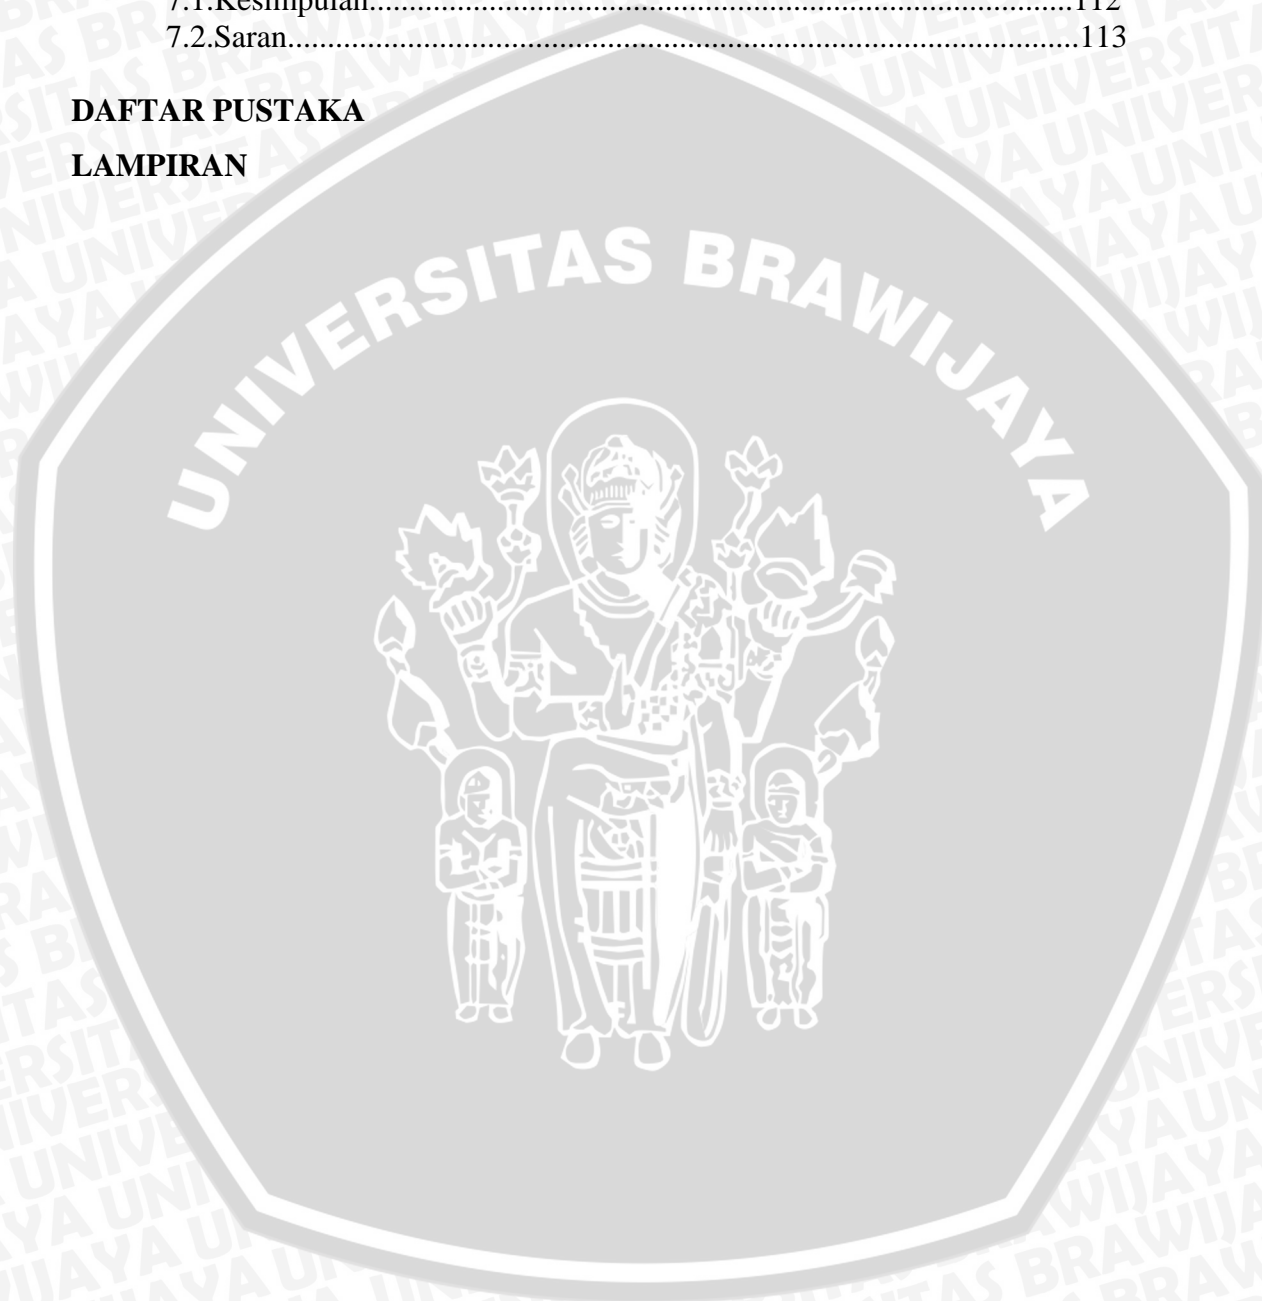 7.1.Kesimpulan........................................................................................112
7.2.Saran...................................................................................................113
DAFTAR PUSTAKA
LAMPIRAN
UNIVERSITAS BRAWIJAYA